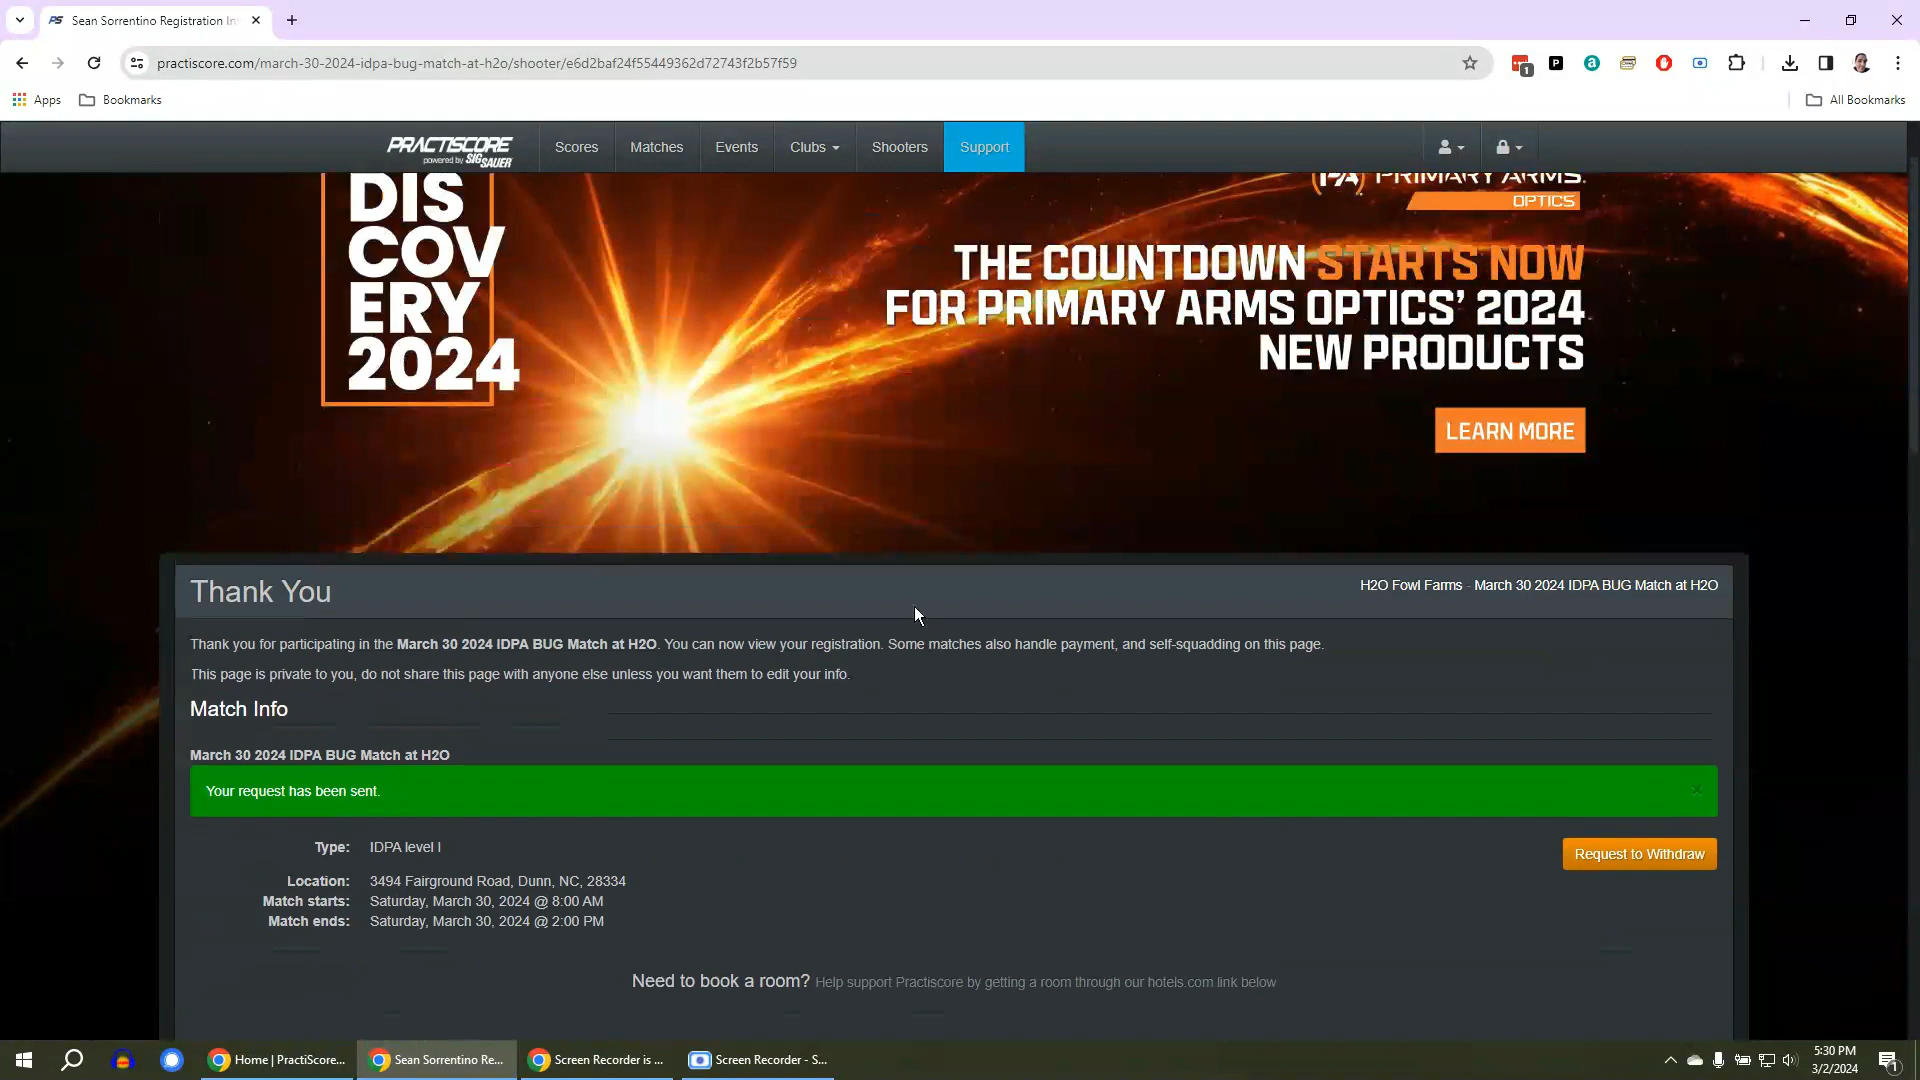 Sean Sorrentino Registration In
practiscore.com/march-30-2024-idpa-bug-match-at-h2o/shooter/e6d2baf24f55449362d72743f2b57f59
1
P
a
Apps
Bookmarks
All Bookmarks
PRACTISCORE
powered by SIG SAUER
Scores
Matches
Events
Clubs
Shooters
Support
DIS
COV
ERY
2024
PA PRIMARY ARMS.
OPTICS
THE COUNTDOWN STARTS NOW
FOR PRIMARY ARMS OPTICS’ 2024
NEW PRODUCTS
LEARN MORE
Thank You
H2O Fowl Farms - March 30 2024 IDPA BUG Match at H2O
Thank you for participating in the March 30 2024 IDPA BUG Match at H2O. You can now view your registration. Some matches also handle payment, and self-squadding on this page.
This page is private to you, do not share this page with anyone else unless you want them to edit your info.
Match Info
March 30 2024 IDPA BUG Match at H2O
Your request has been sent.
Type: IDPA level I
Request to Withdraw
Location: 3494 Fairground Road, Dunn, NC, 28334
Match starts: Saturday, March 30, 2024 @ 8:00 AM
Match ends: Saturday, March 30, 2024 @ 2:00 PM
Need to book a room? Help support Practiscore by getting a room through our hotels.com link below
Home | PractiScore...
Sean Sorrentino Re...
Screen Recorder is ...
Screen Recorder - S...
5:30 PM
3/2/2024
1